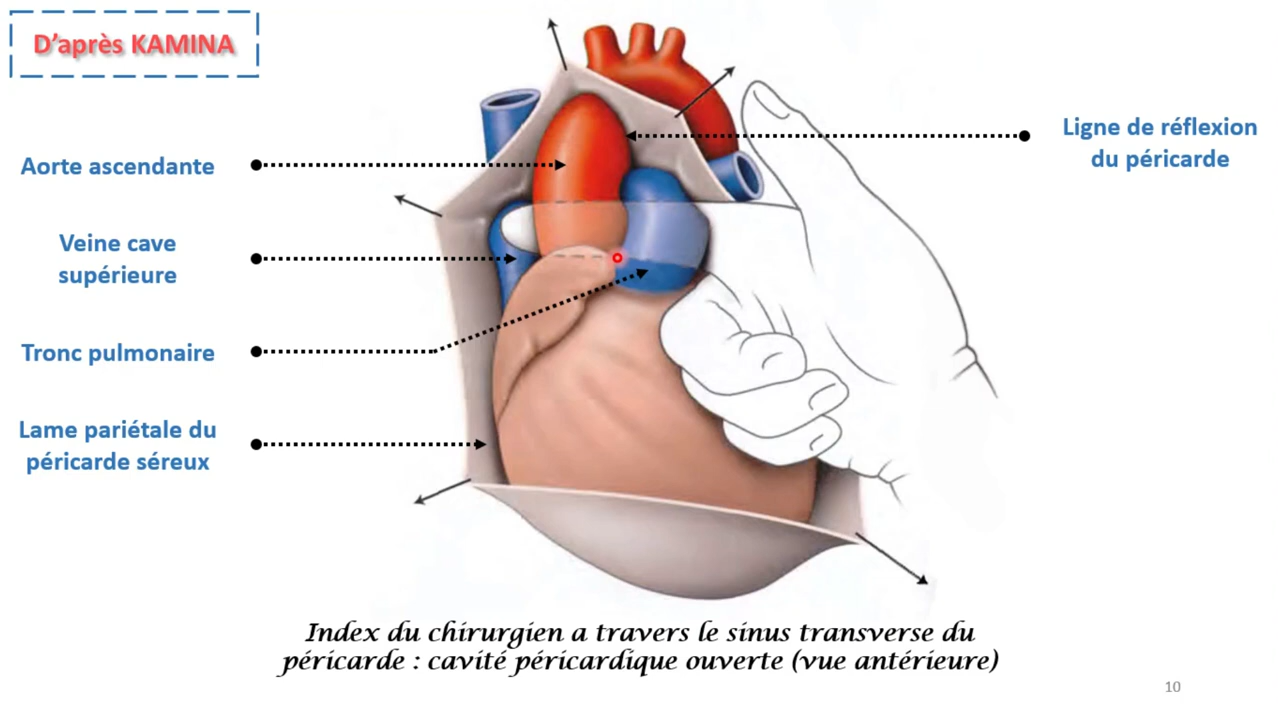 D'après KAMINA
Ligne de réflexion
du péricarde
Aorte ascendante
Veine cave
supérieure
Tronc pulmonaire
Lame pariétale du
péricarde séreux
Index du chirurgien a travers le sinus transverse du
péricarde : cavité péricardique ouverte (vue antérieure)
10